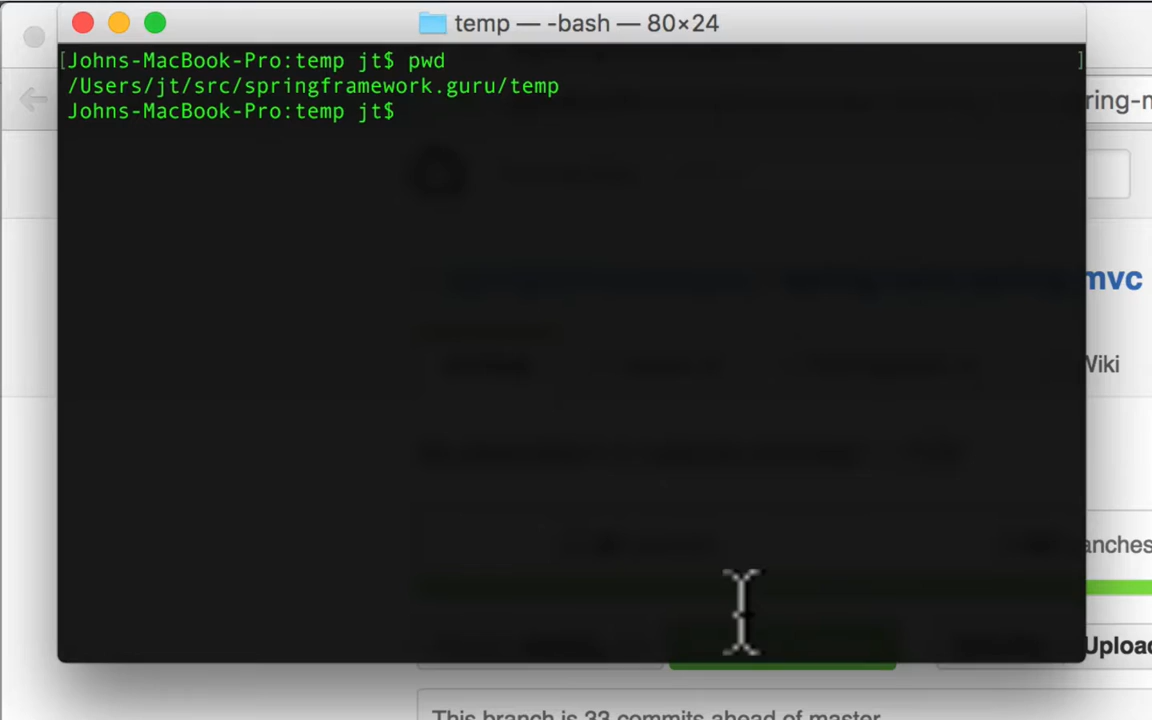 temp — -bash — 80×24
[Johns-MacBook-Pro:temp jt$ pwd ]
/Users/jt/src/springframework.guru/temp
Johns-MacBook-Pro:temp jt$
ring-m
mvc
Wiki
anches
Upload
This branch is 33 commits ahead of master